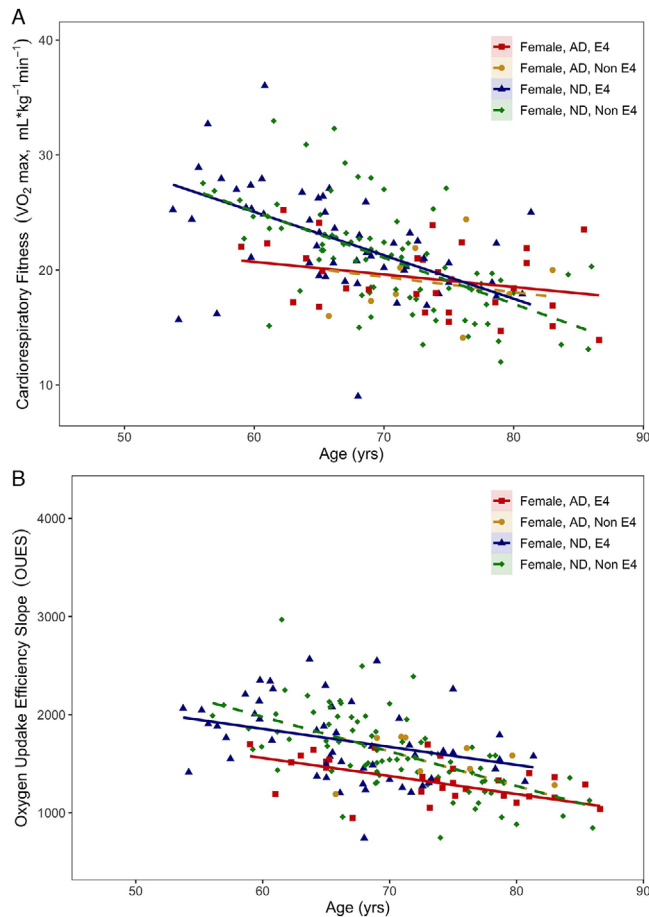 A
Cardiorespiratory Fitness (VO₂ max, mL*kg⁻¹min⁻¹)
40
30
20
10
Female, AD, E4
Female, AD, Non E4
Female, ND, E4
Female, ND, Non E4
50 60 70 80 90
Age (yrs)
B
Oxygen Updake Efficiency Slope (OUES)
4000
3000
2000
1000
Female, AD, E4
Female, AD, Non E4
Female, ND, E4
Female, ND, Non E4
50 60 70 80 90
Age (yrs)